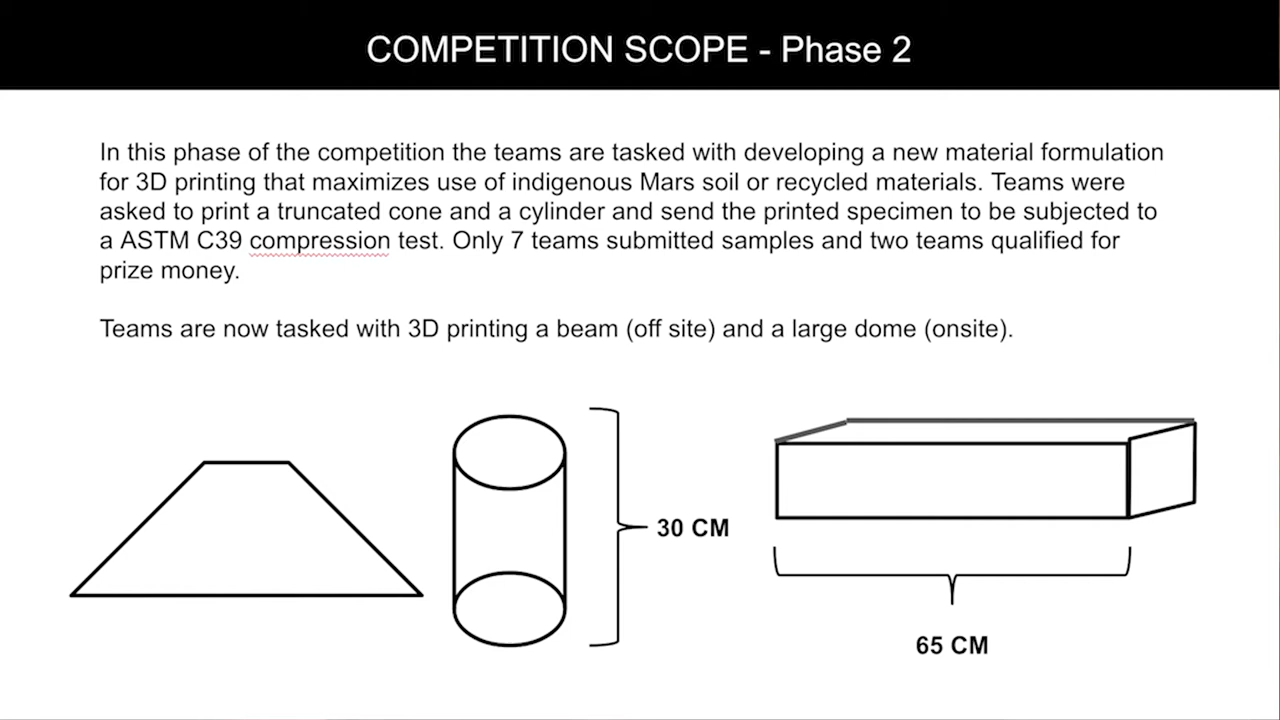 COMPETITION SCOPE - Phase 2
In this phase of the competition the teams are tasked with developing a new material formulation
for 3D printing that maximizes use of indigenous Mars soil or recycled materials. Teams were
asked to print a truncated cone and a cylinder and send the printed specimen to be subjected to
a ASTM C39 compression test. Only 7 teams submitted samples and two teams qualified for
prize money.
Teams are now tasked with 3D printing a beam (off site) and a large dome (onsite).
30 CM
65 CM